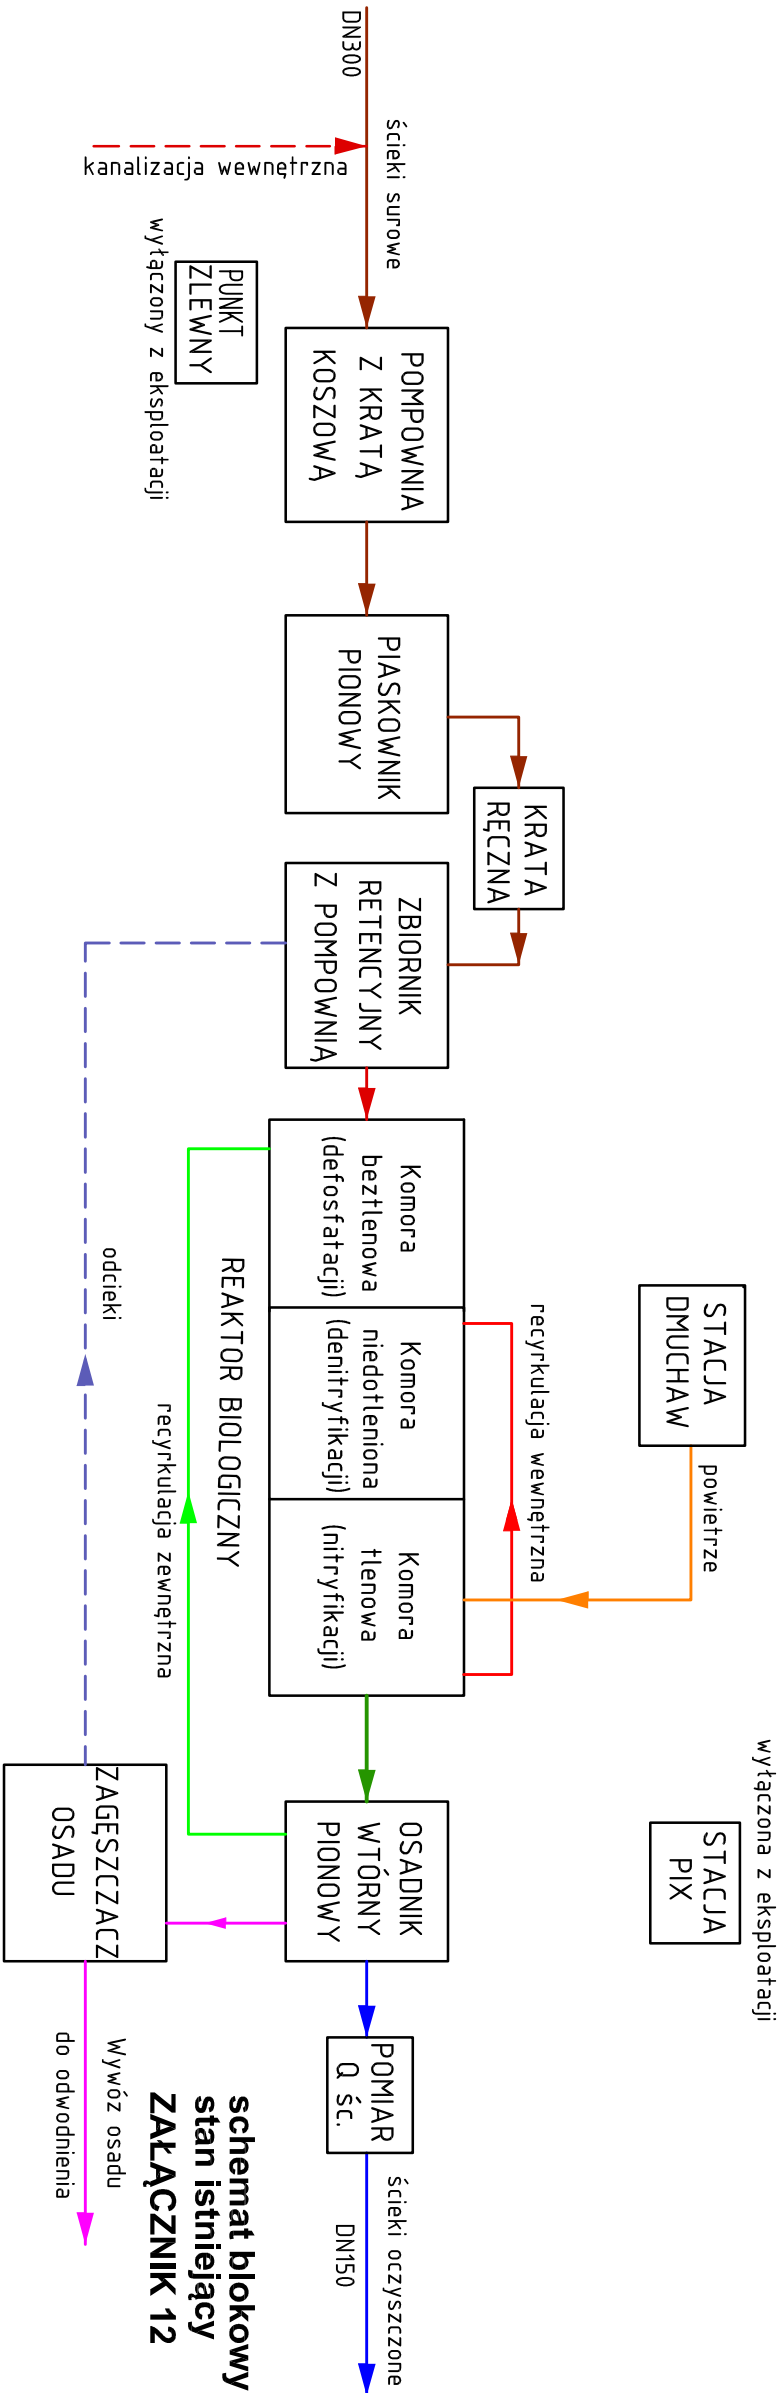 DN300
ścieki surowe
kanalizacja wewnętrzna
PUNKT
ZLEWNY
wyłączony z eksploatacji
POMPOWNIA
Z KRATĄ
KOSZOWĄ
PIASKOWNIK
PIONOWY
KRATA
RĘCZNA
ZBIORNIK
RETENCYJNY
Z POMPOWNIĄ
odcieki
Komora
beztlenowa
(defosfatacji)
Komora
niedotleniona
(denitryfikacji)
Komora
tlenowa
(nitryfikacji)
REAKTOR BIOLOGICZNY
recyrkulacja wewnętrzna
recyrkulacja zewnętrzna
STACJA
DMUCHAW
powietrze
wyłączona z eksploatacji
STACJA
PIX
OSADNIK
WTÓRNY
PIONOWY
ZAGĘSZCZACZ
OSADU
Wywóz osadu
do odwodnienia
POMIAR
Q śc.
ścieki oczyszczone
DN150
schemat blokowy
stan istniejący
ZAŁĄCZNIK 12